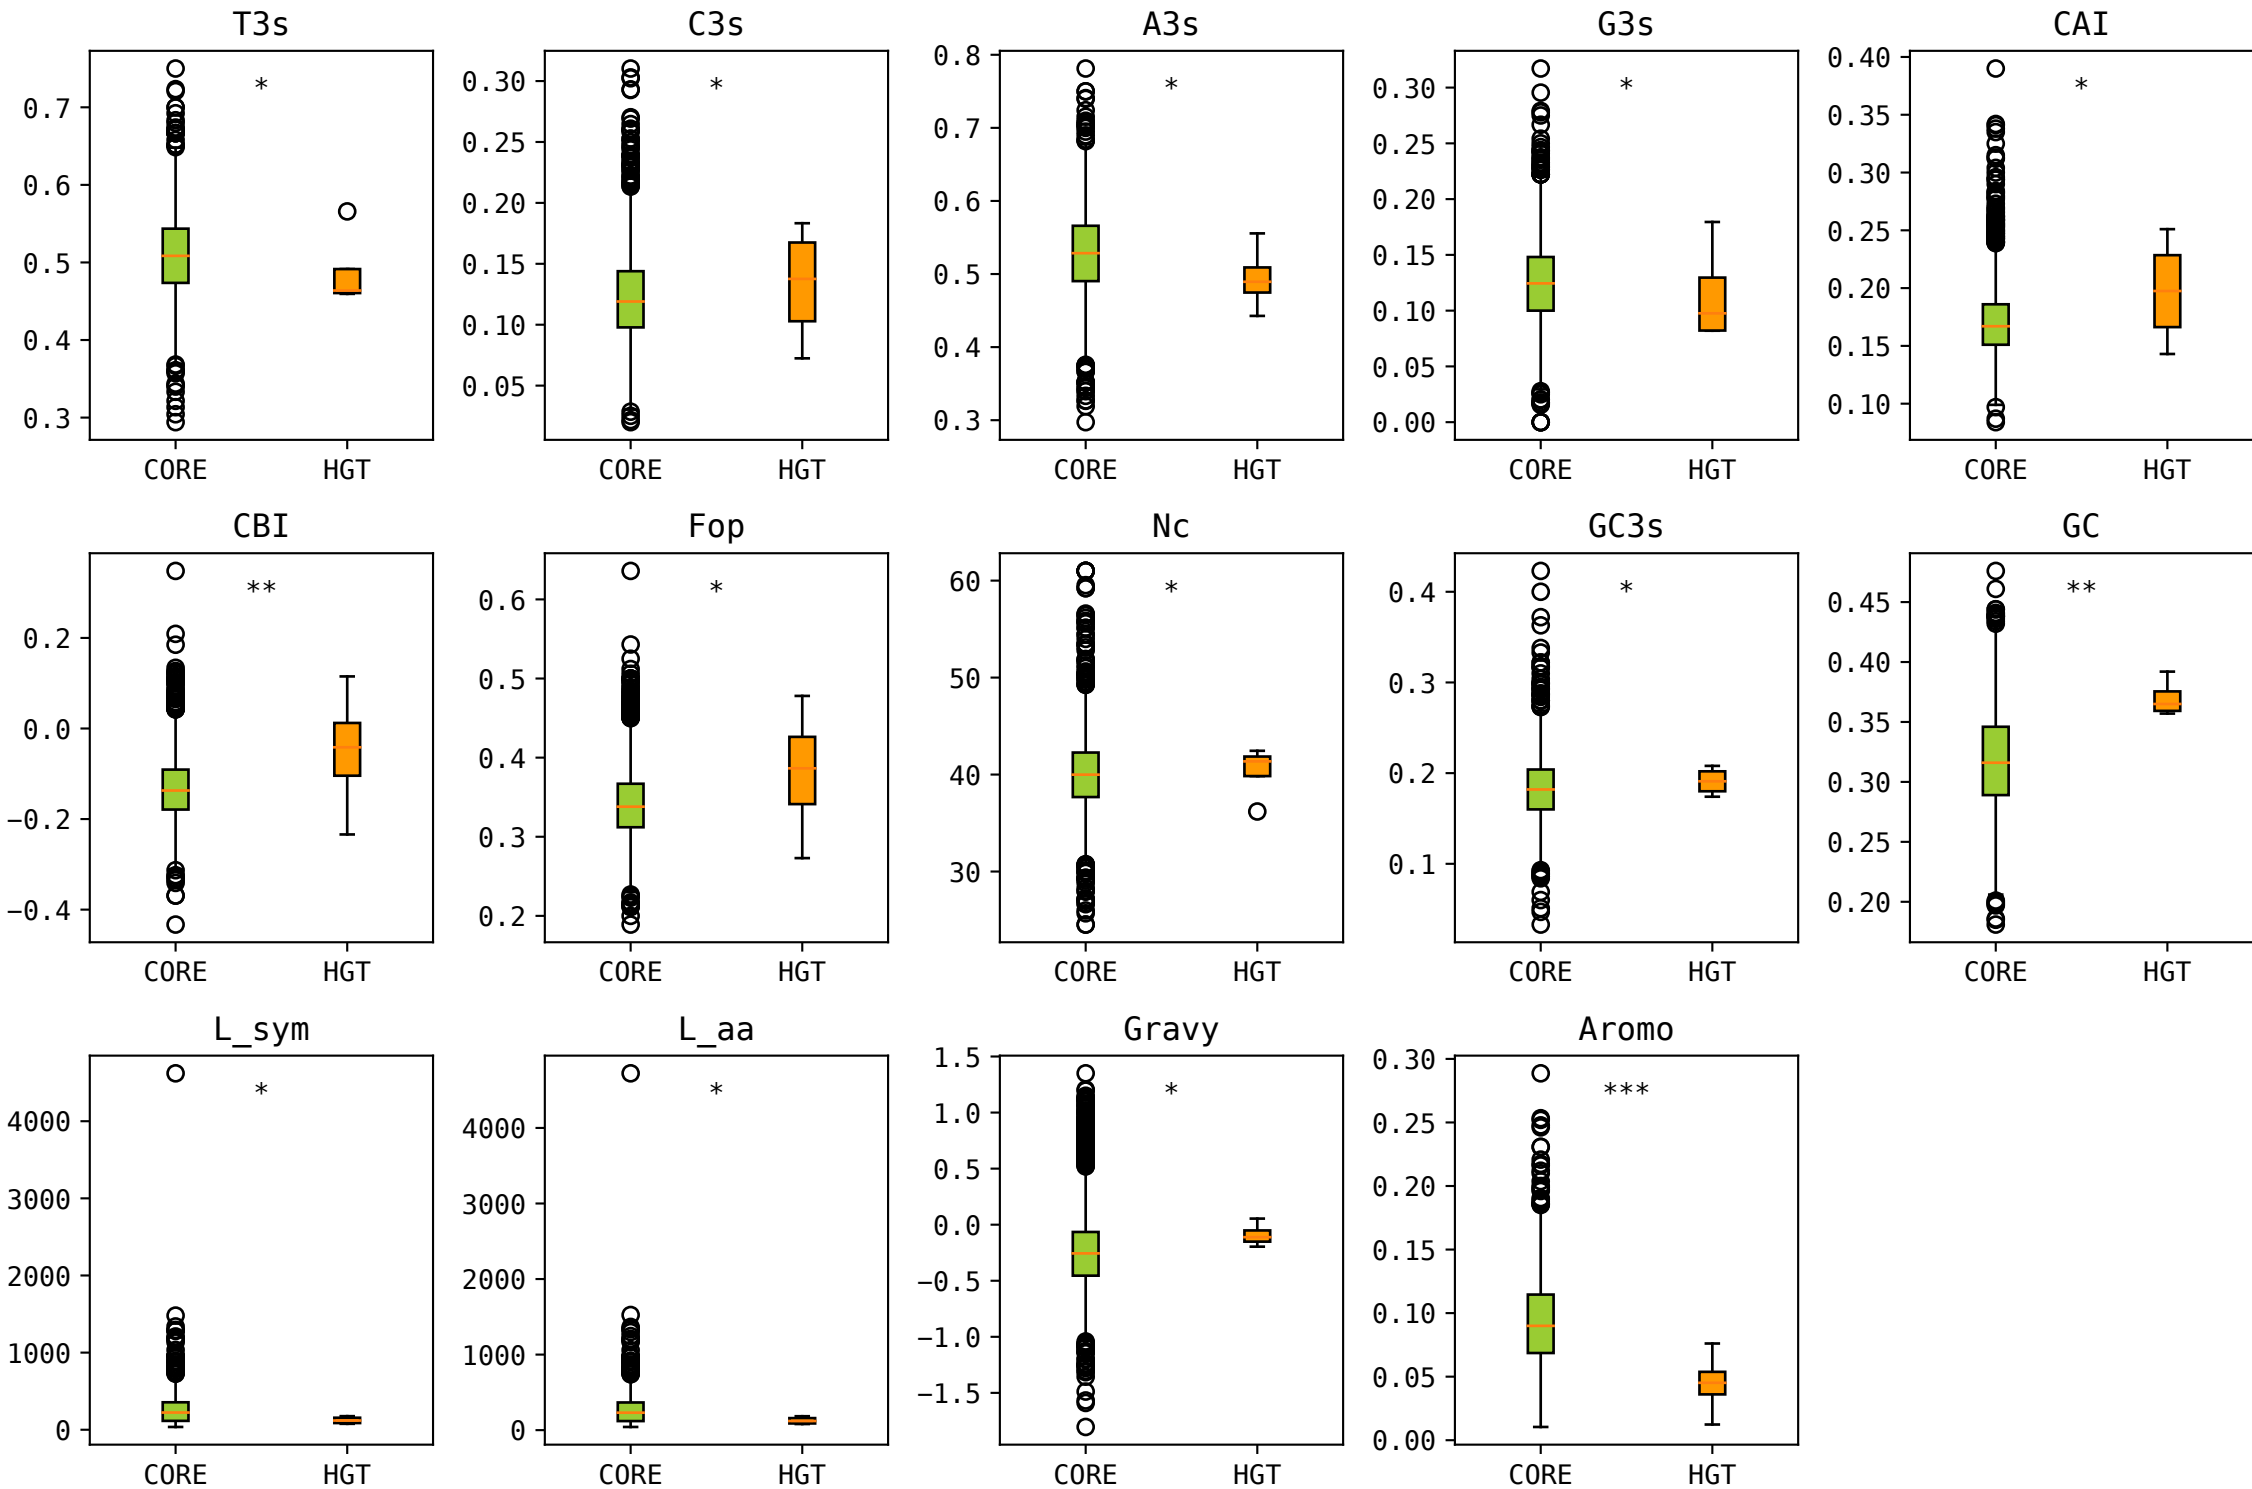 T3s C3s A3s G3s CAI
0.7 0.6 0.5 0.4 0.3 * CORE HGT
0.30 0.25 0.20 0.15 0.10 0.05 * CORE HGT
0.8 0.7 0.6 0.5 0.4 0.3 * CORE HGT
0.30 0.25 0.20 0.15 0.10 0.05 0.00 * CORE HGT
0.40 0.35 0.30 0.25 0.20 0.15 0.10 * CORE HGT
CBI Fop Nc GC3s GC
0.2 0.0 −0.2 −0.4 ** CORE HGT
0.6 0.5 0.4 0.3 0.2 * CORE HGT
60 50 40 30 * CORE HGT
0.4 0.3 0.2 0.1 * CORE HGT
0.45 0.40 0.35 0.30 0.25 0.20 ** CORE HGT
L_sym L_aa Gravy Aromo
4000 3000 2000 1000 0 * CORE HGT
4000 3000 2000 1000 0 * CORE HGT
1.5 1.0 0.5 0.0 −0.5 −1.0 −1.5 * CORE HGT
0.30 0.25 0.20 0.15 0.10 0.05 0.00 *** CORE HGT